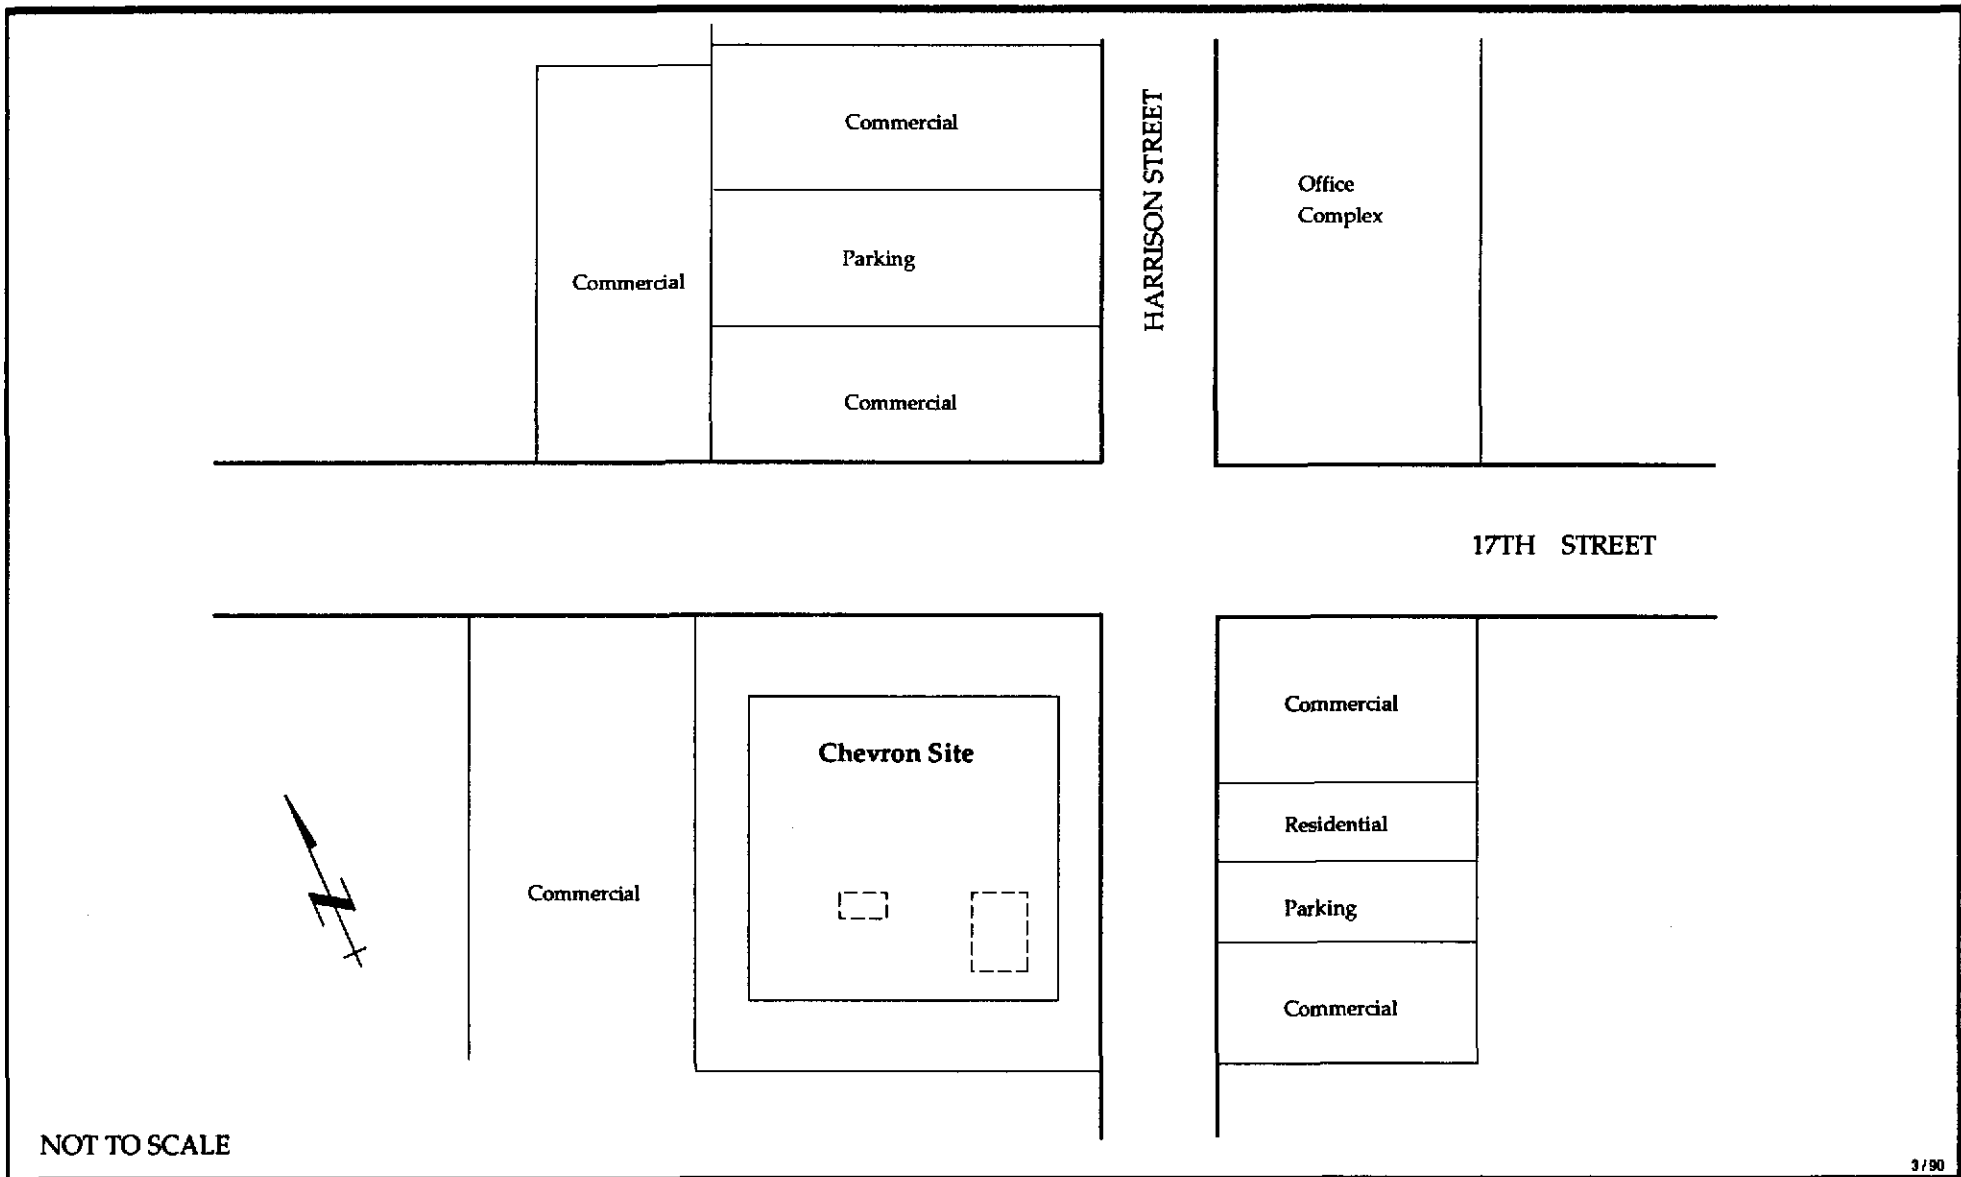 Commercial
HARRISON STREET
Office
Complex
Parking
Commercial
Commercial
17TH STREET
Commercial
Chevron Site
Residential
Commercial
Parking
Commercial
N
NOT TO SCALE
3/90